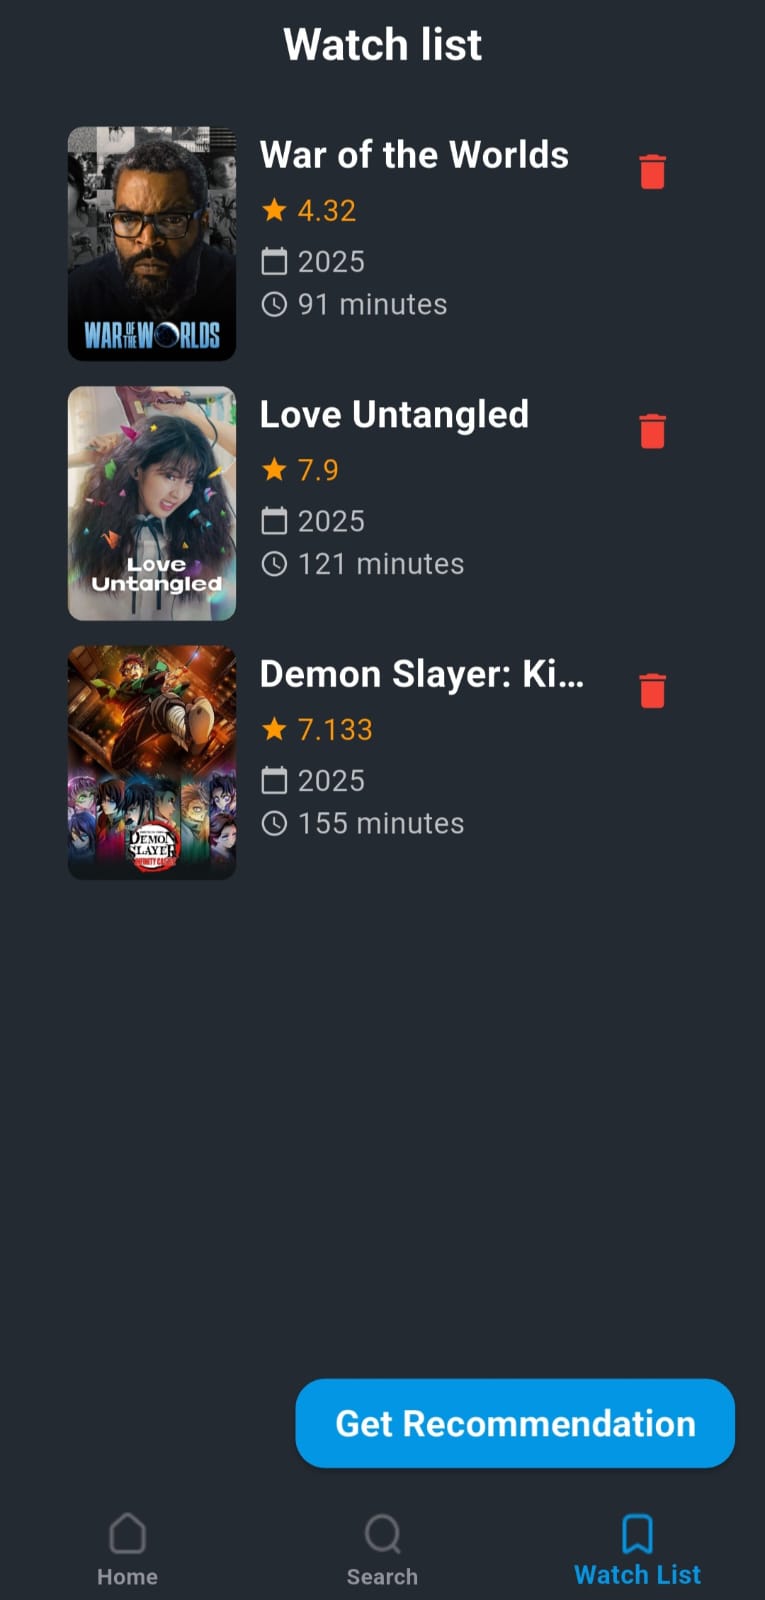 Watch list
War of the Worlds
4.32
2025
91 minutes
WAR OF THE WORLDS
Love Untangled
7.9
2025
121 minutes
Love
Untangled
Demon Slayer: Ki...
7.133
2025
155 minutes
DEMON
SLAYER
INFINITY CASTLE
Get Recommendation
Home
Search
Watch List